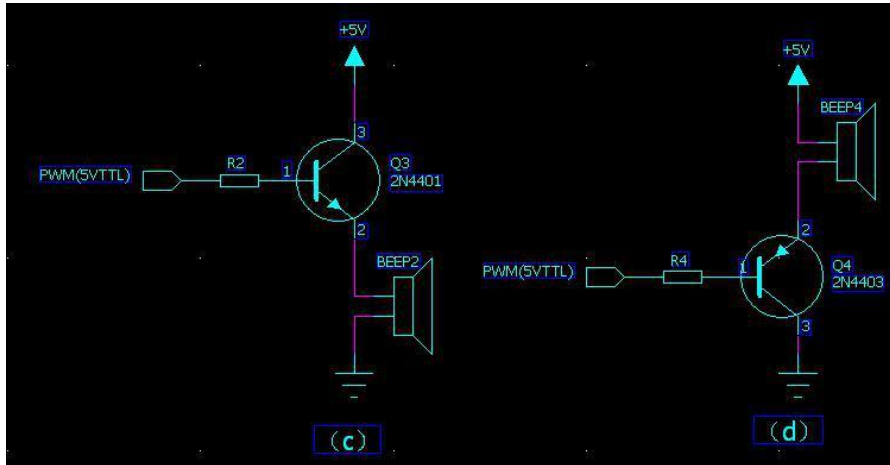 +5V
3
R2
1
Q3
2N4401
PWM(5VTTL)
2
BEEP2
(c)
+5V
BEEP4
2
R4
1
Q4
2N4403
PWM(5VTTL)
3
(d)